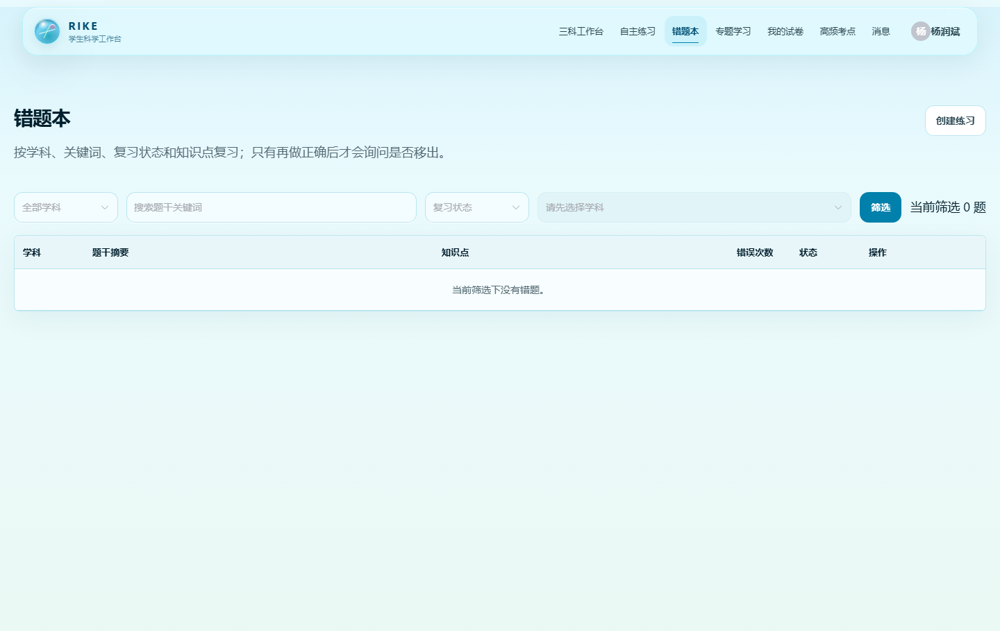 RIKE
学生科学工作台
三科工作台 自主练习 错题本 专题学习 我的试卷 高频考点 消息 杨 杨润斌
错题本
创建练习
按学科、关键词、复习状态和知识点复习；只有再做正确后才会询问是否移出。
全部学科 搜索题干关键词 复习状态 请先选择学科 筛选 当前筛选 0 题
学科 题干摘要 知识点 错误次数 状态 操作
当前筛选下没有错题。